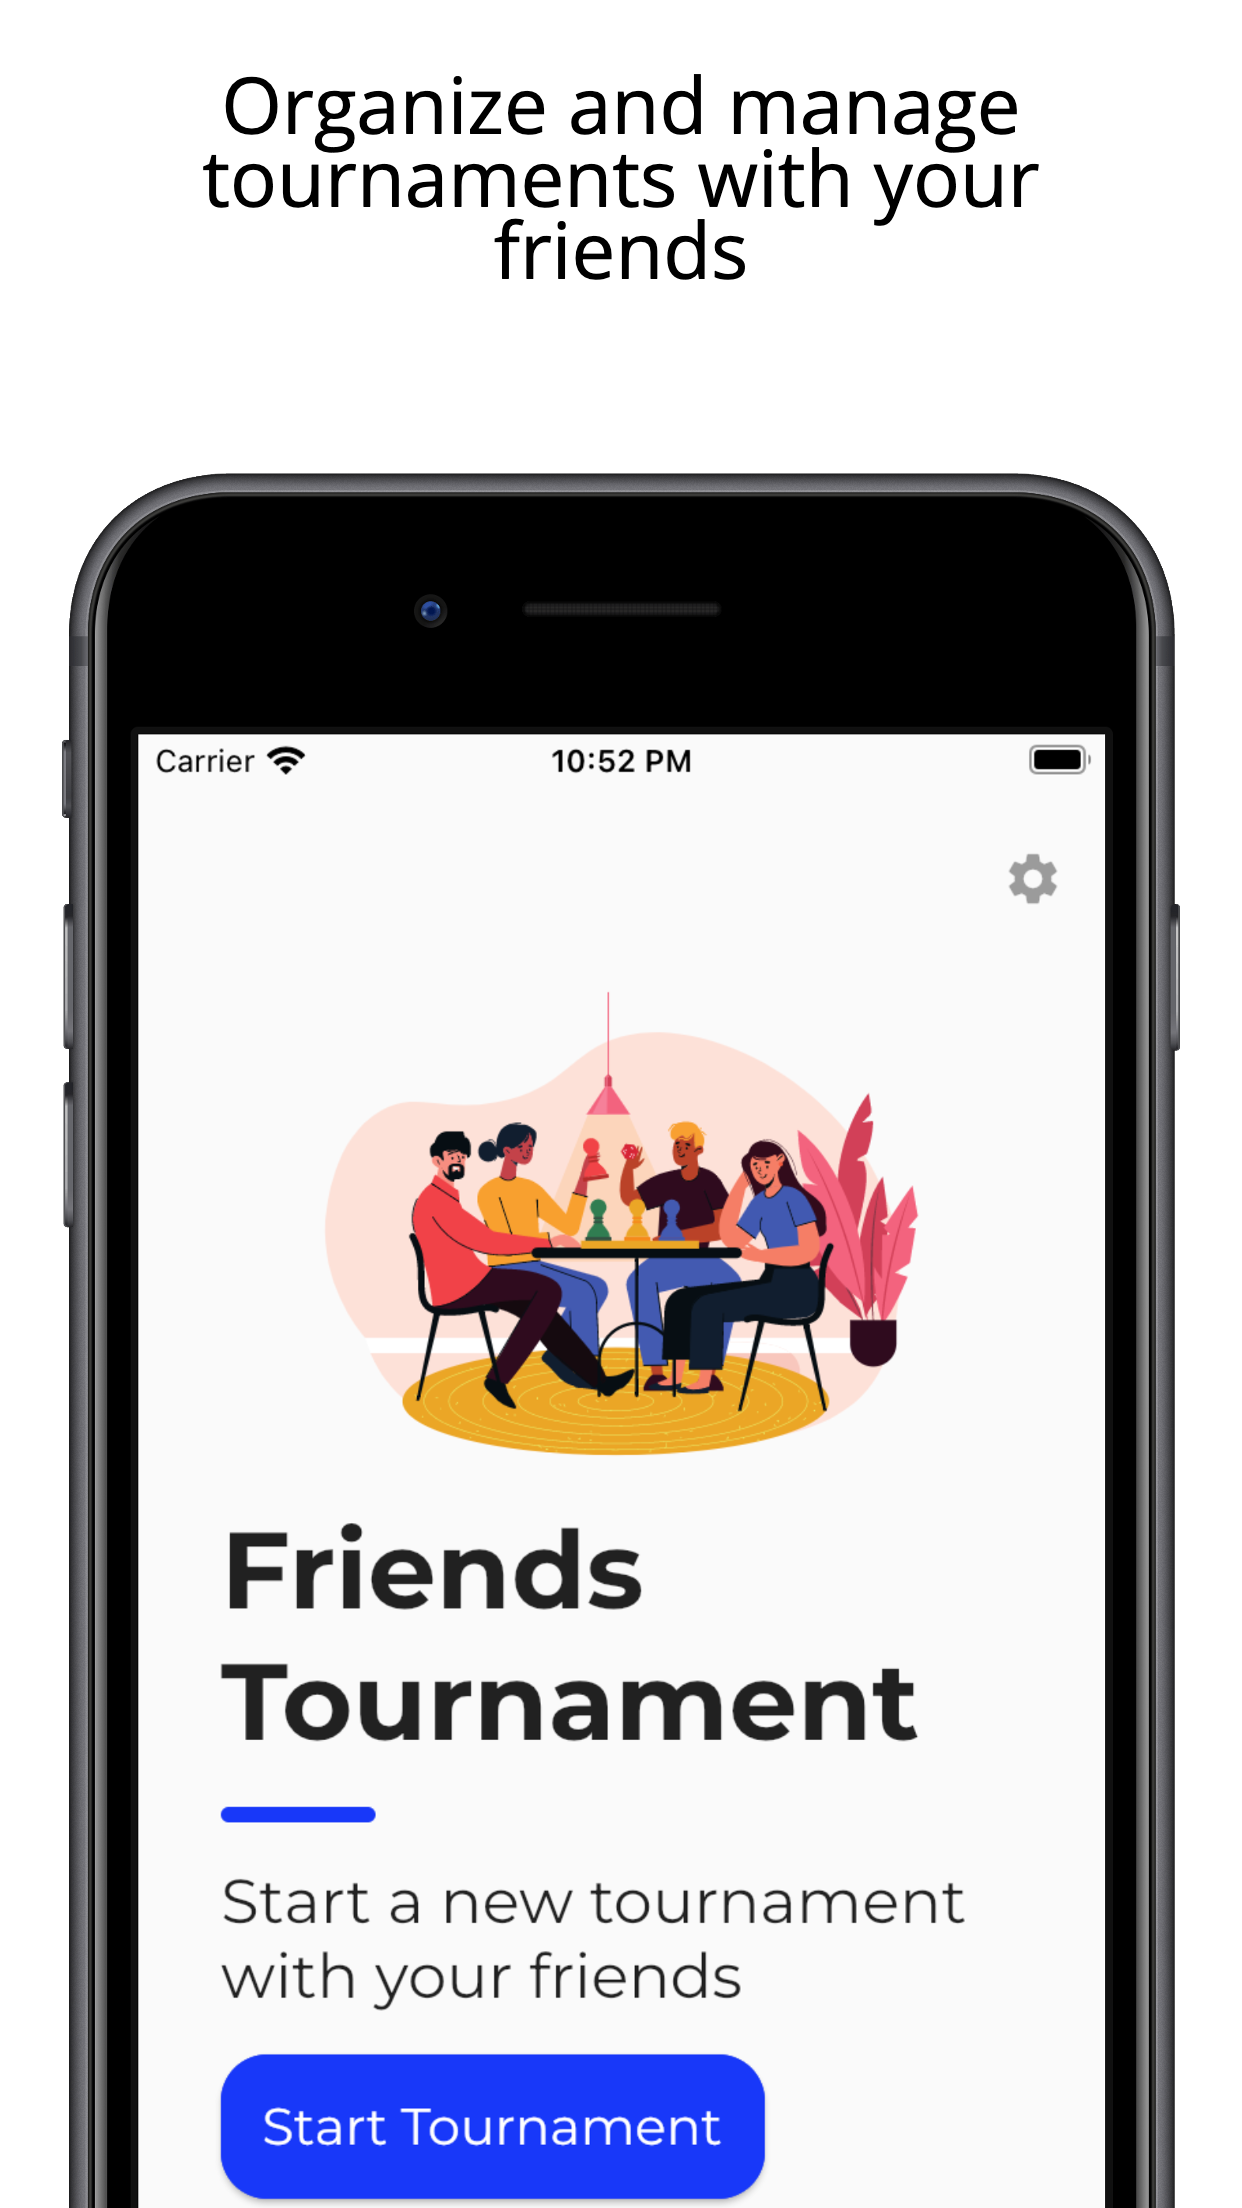 Organize and manage
tournaments with your
friends
Carrier
10:52 PM
Friends
Tournament
Start a new tournament
with your friends
Start Tournament